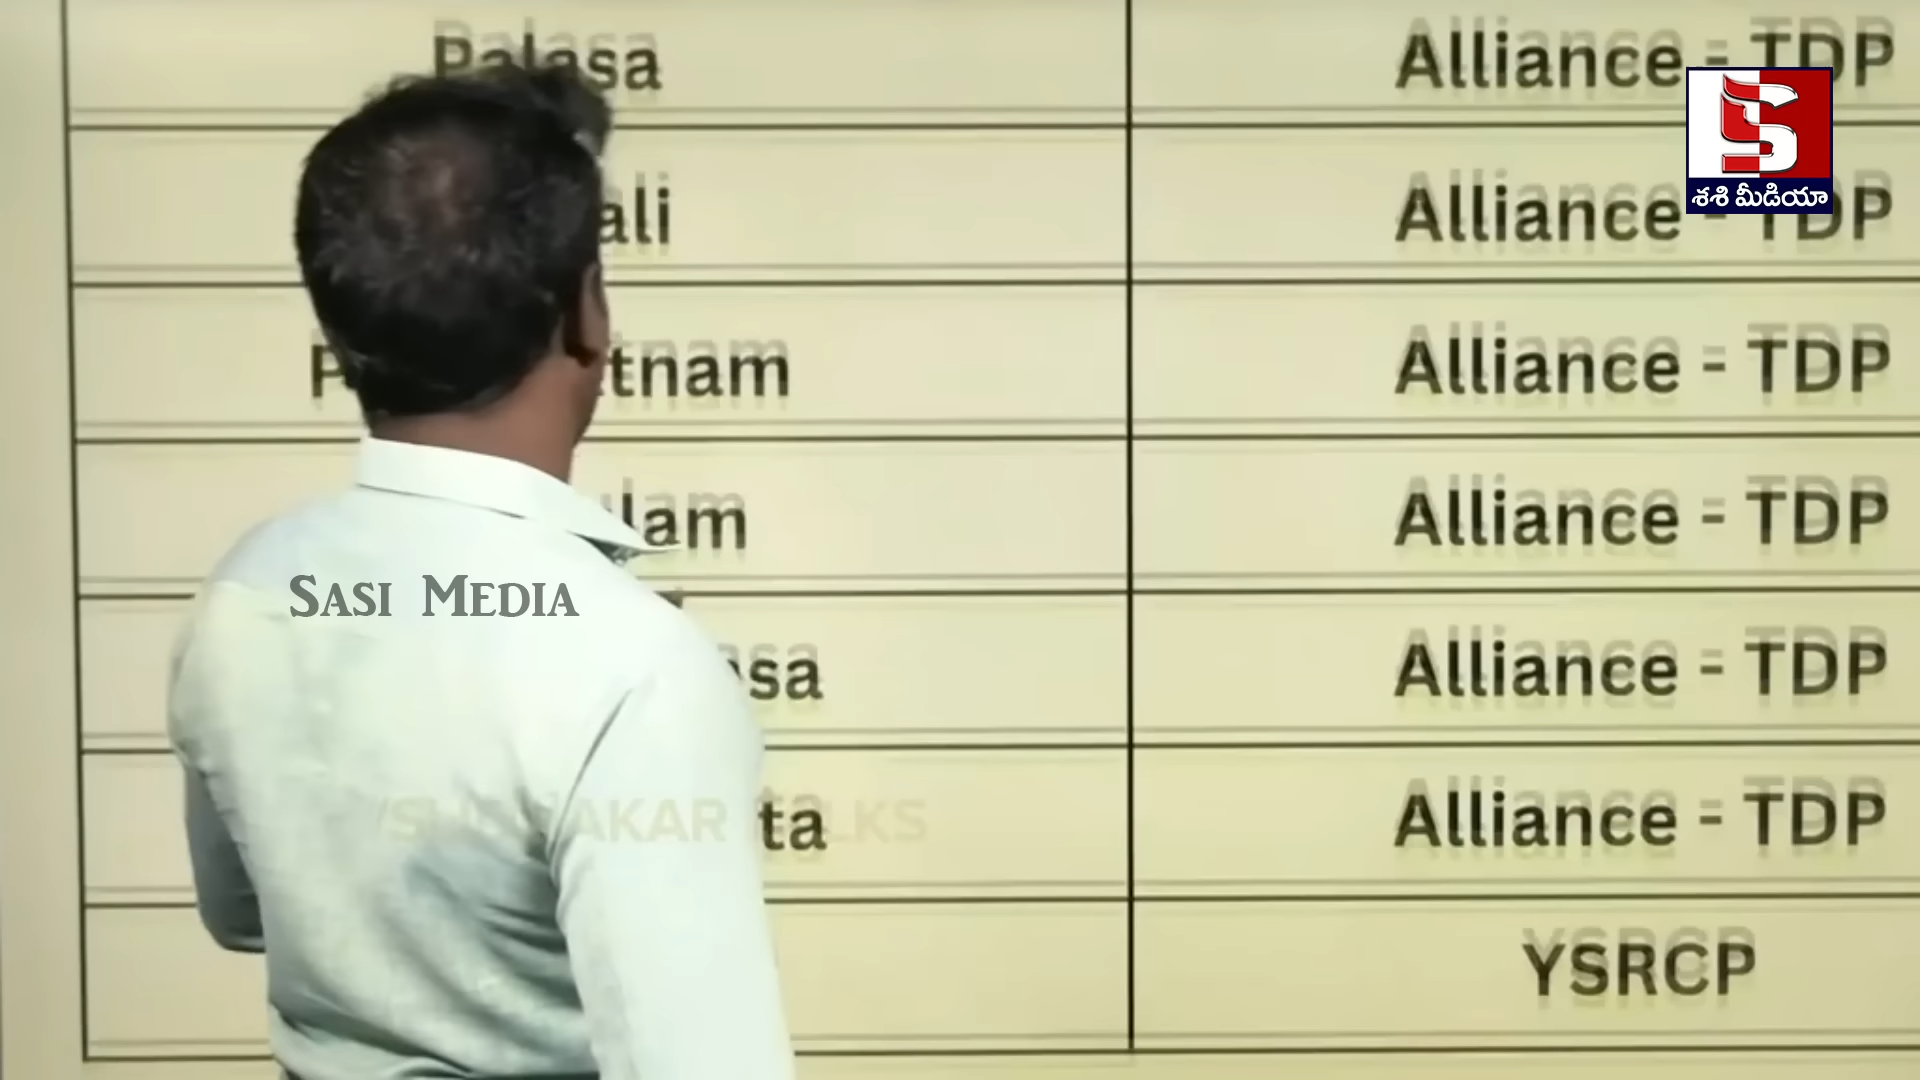 Palasa Alliance - TDP
శశి మీడియా
ali Alliance - TDP
tnam Alliance - TDP
lam Alliance - TDP
SASI MEDIA
sa Alliance - TDP
ta Alliance - TDP
YSRCP